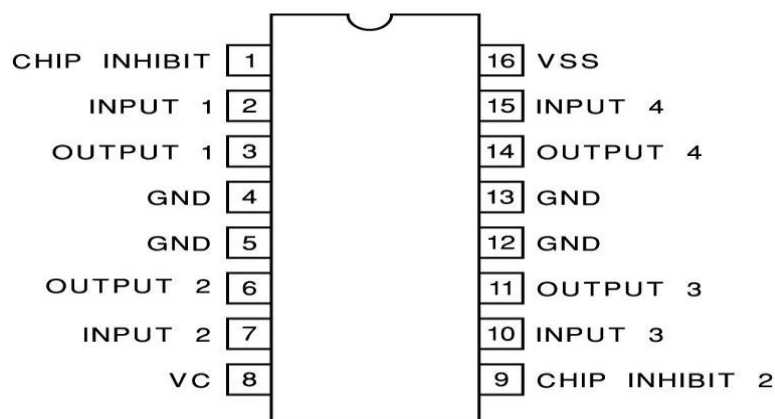 CHIP INHIBIT 1
INPUT 1 2
OUTPUT 1 3
GND 4
GND 5
OUTPUT 2 6
INPUT 2 7
VC 8
16 VSS
15 INPUT 4
14 OUTPUT 4
13 GND
12 GND
11 OUTPUT 3
10 INPUT 3
9 CHIP INHIBIT 2